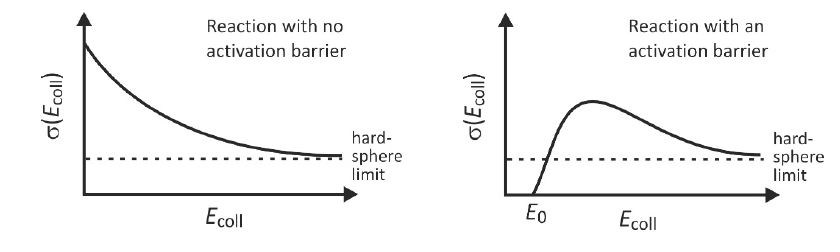 Reaction with no
activation barrier
σ(Ecoll)
hard-
sphere
limit
Ecoll
Reaction with an
activation barrier
σ(Ecoll)
hard-
sphere
limit
E0
Ecoll